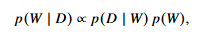 p(W | D) ∝ p(D | W) p(W),